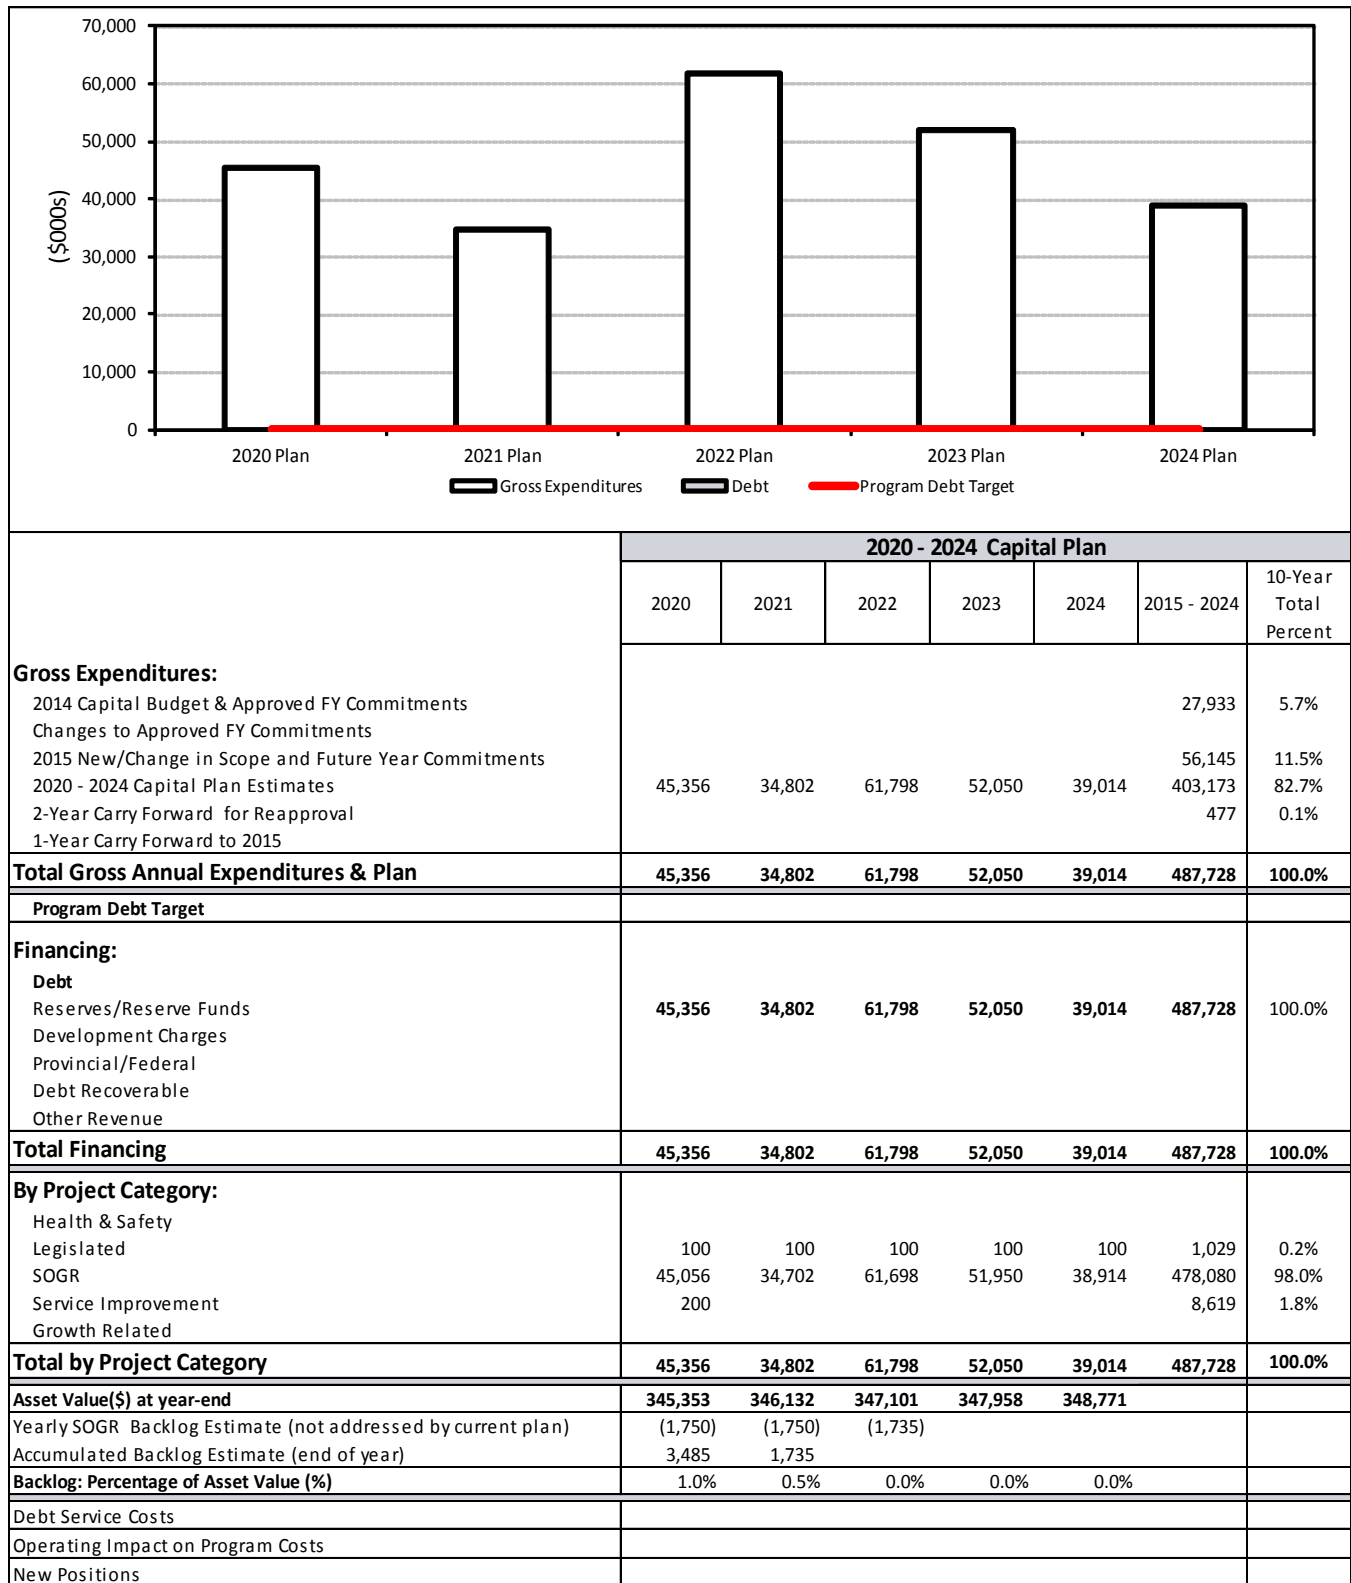 70,000
60,000
50,000
40,000
30,000
20,000
10,000
0
($000s)
2020 Plan 2021 Plan 2022 Plan 2023 Plan 2024 Plan
Gross Expenditures Debt Program Debt Target
2020 - 2024 Capital Plan
2020 2021 2022 2023 2024 2015 - 2024 10-Year Total Percent
Gross Expenditures:
2014 Capital Budget & Approved FY Commitments 27,933 5.7%
Changes to Approved FY Commitments
2015 New/Change in Scope and Future Year Commitments 56,145 11.5%
2020 - 2024 Capital Plan Estimates 45,356 34,802 61,798 52,050 39,014 403,173 82.7%
2-Year Carry Forward for Reapproval 477 0.1%
1-Year Carry Forward to 2015
Total Gross Annual Expenditures & Plan 45,356 34,802 61,798 52,050 39,014 487,728 100.0%
Program Debt Target
Financing:
Debt
Reserves/Reserve Funds 45,356 34,802 61,798 52,050 39,014 487,728 100.0%
Development Charges
Provincial/Federal
Debt Recoverable
Other Revenue
Total Financing 45,356 34,802 61,798 52,050 39,014 487,728 100.0%
By Project Category:
Health & Safety
Legislated 100 100 100 100 100 1,029 0.2%
SOGR 45,056 34,702 61,698 51,950 38,914 478,080 98.0%
Service Improvement 200 8,619 1.8%
Growth Related
Total by Project Category 45,356 34,802 61,798 52,050 39,014 487,728 100.0%
Asset Value($) at year-end 345,353 346,132 347,101 347,958 348,771
Yearly SOGR Backlog Estimate (not addressed by current plan) (1,750) (1,750) (1,735)
Accumulated Backlog Estimate (end of year) 3,485 1,735
Backlog: Percentage of Asset Value (%) 1.0% 0.5% 0.0% 0.0% 0.0%
Debt Service Costs
Operating Impact on Program Costs
New Positions